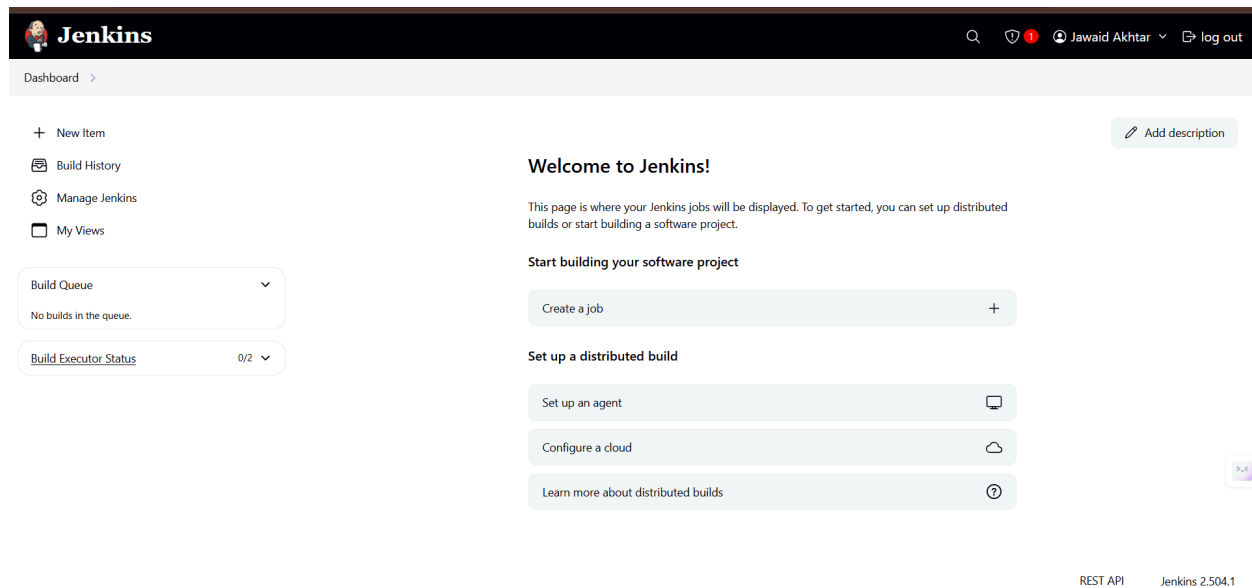 Jenkins
1
Jawaid Akhtar
log out
Dashboard
New Item
Build History
Manage Jenkins
My Views
Build Queue
No builds in the queue.
Build Executor Status
0/2
Add description
Welcome to Jenkins!
This page is where your Jenkins jobs will be displayed. To get started, you can set up distributed
builds or start building a software project.
Start building your software project
Create a job
Set up a distributed build
Set up an agent
Configure a cloud
Learn more about distributed builds
REST API
Jenkins 2.504.1